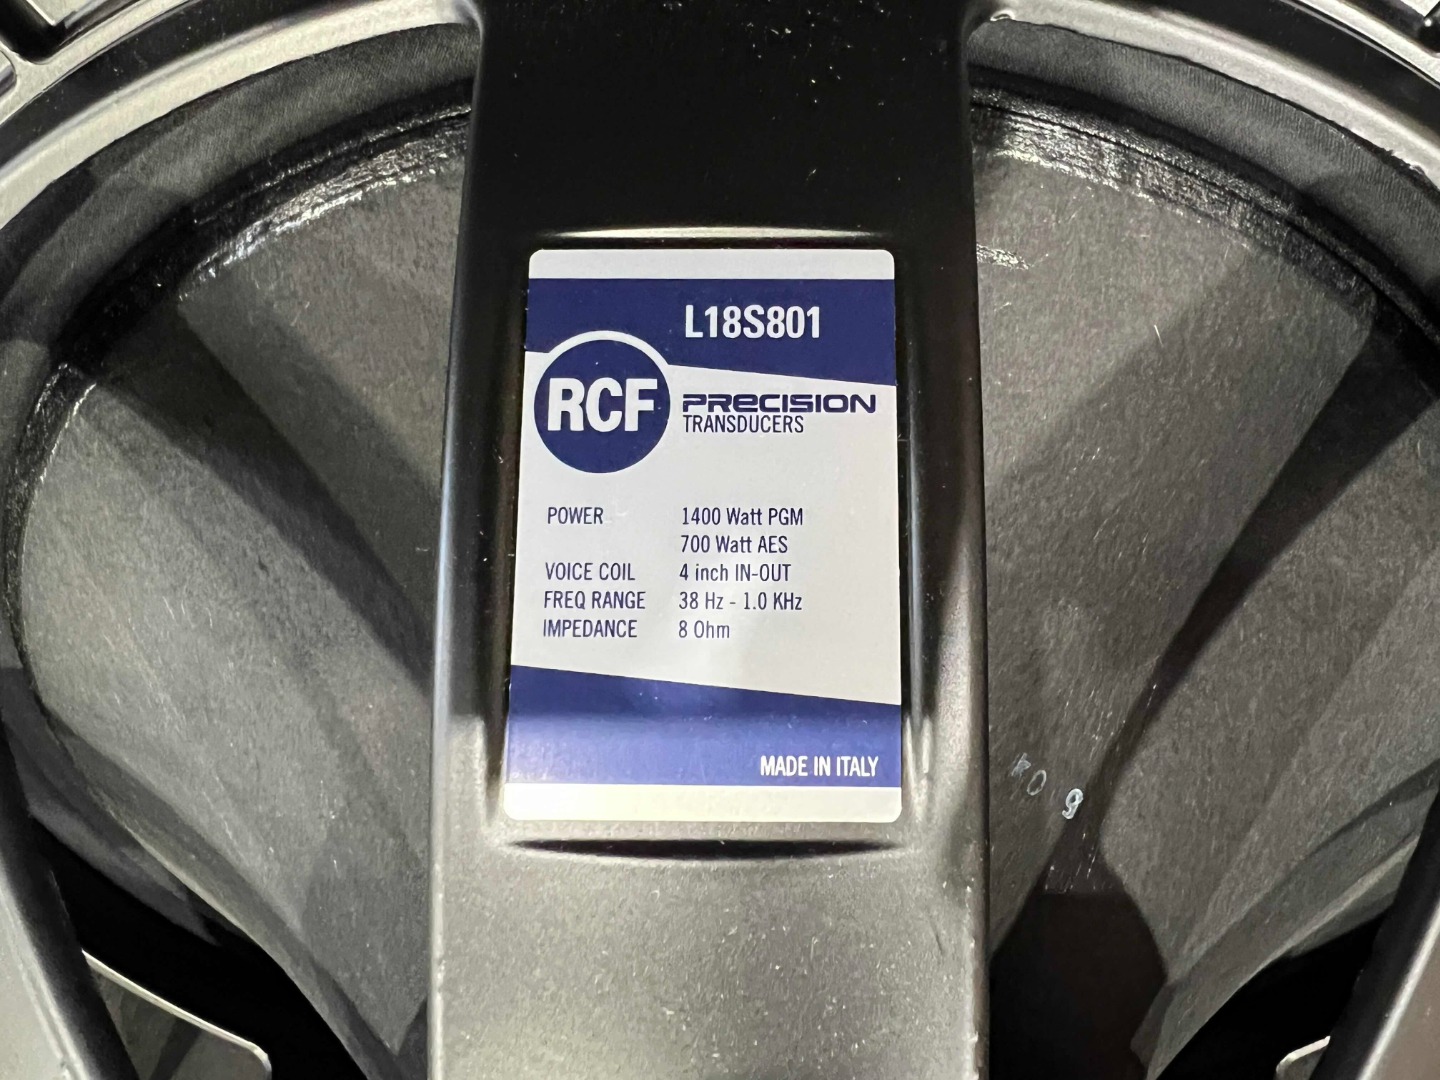 L18S801
RCF
PRECISION
TRANSDUCERS
POWER 1400 Watt PGM
700 Watt AES
VOICE COIL 4 inch IN-OUT
FREQ RANGE 38 Hz - 1.0 KHz
IMPEDANCE 8 Ohm
MADE IN ITALY